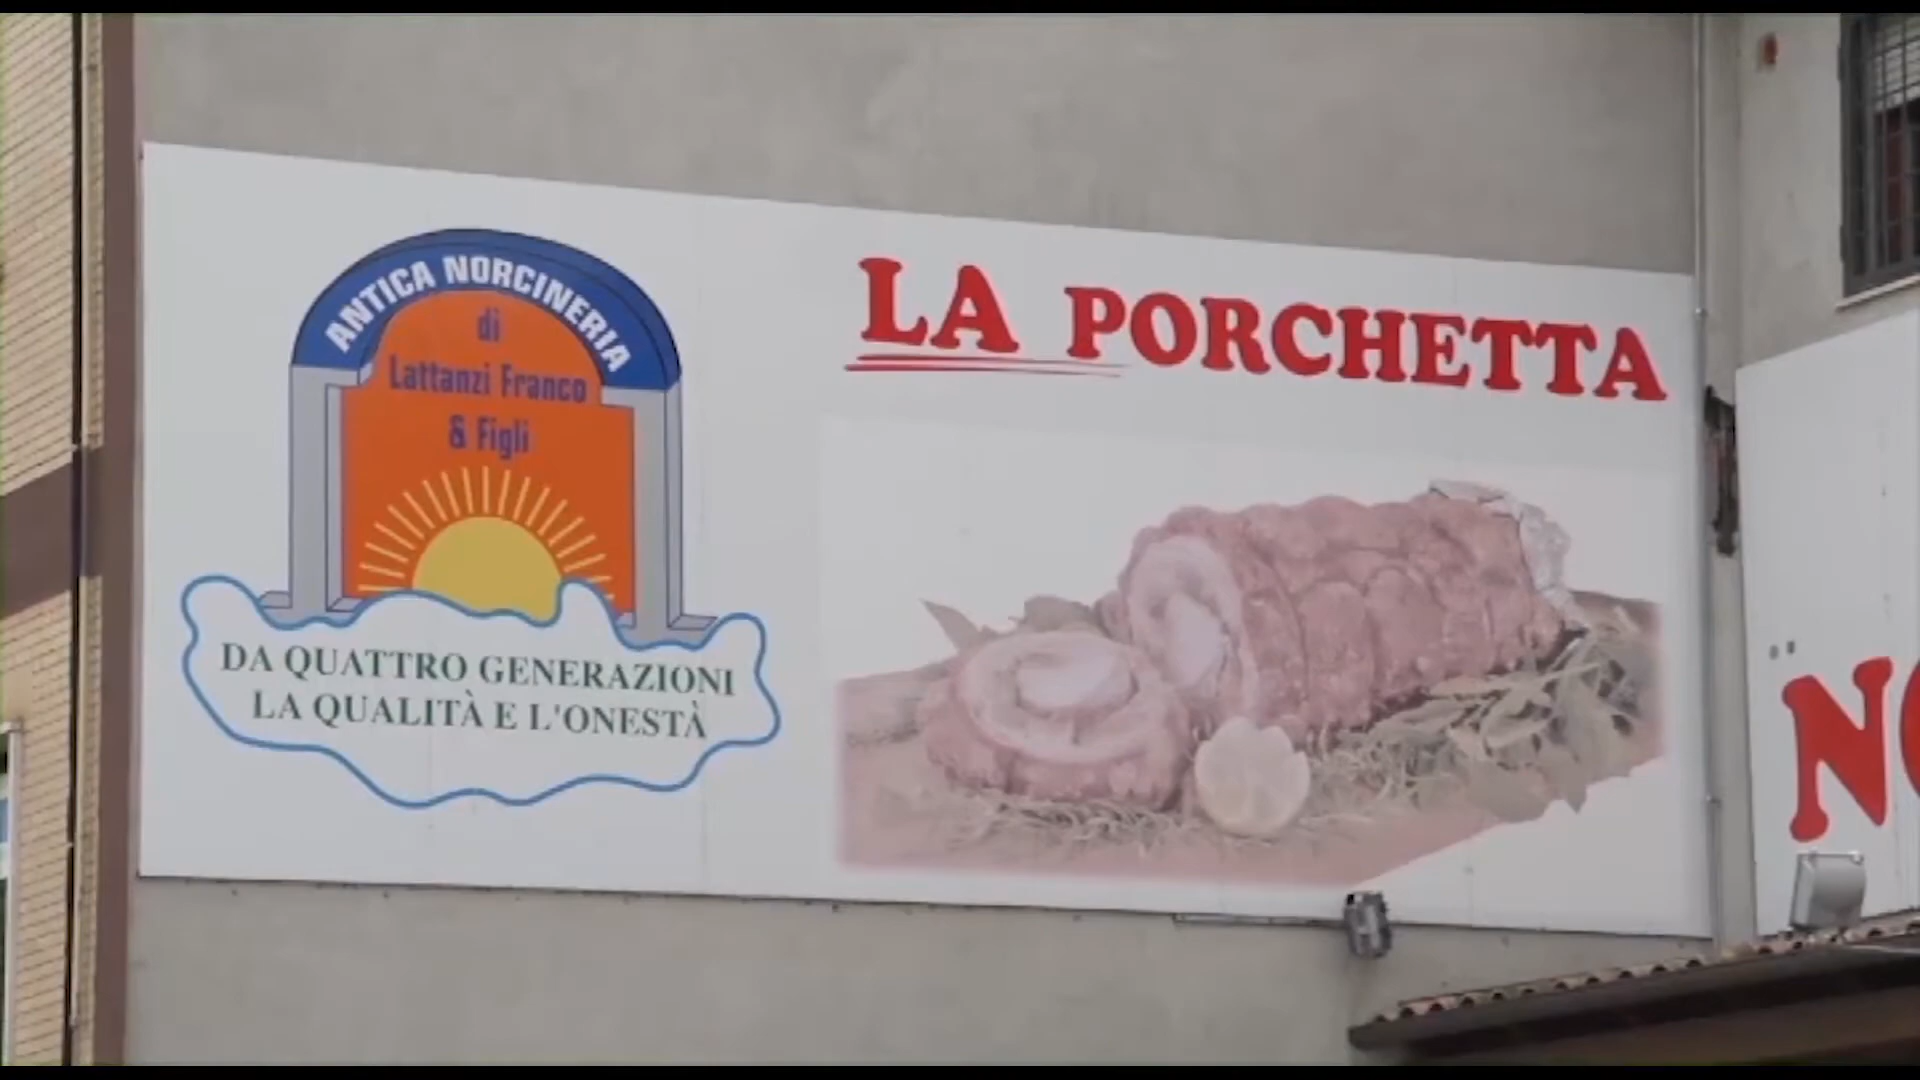 ANTICA NORCINERIA
di
Lattanzi Franco
& Figli
DA QUATTRO GENERAZIONI
LA QUALITÀ E L'ONESTÀ
LA PORCHETTA